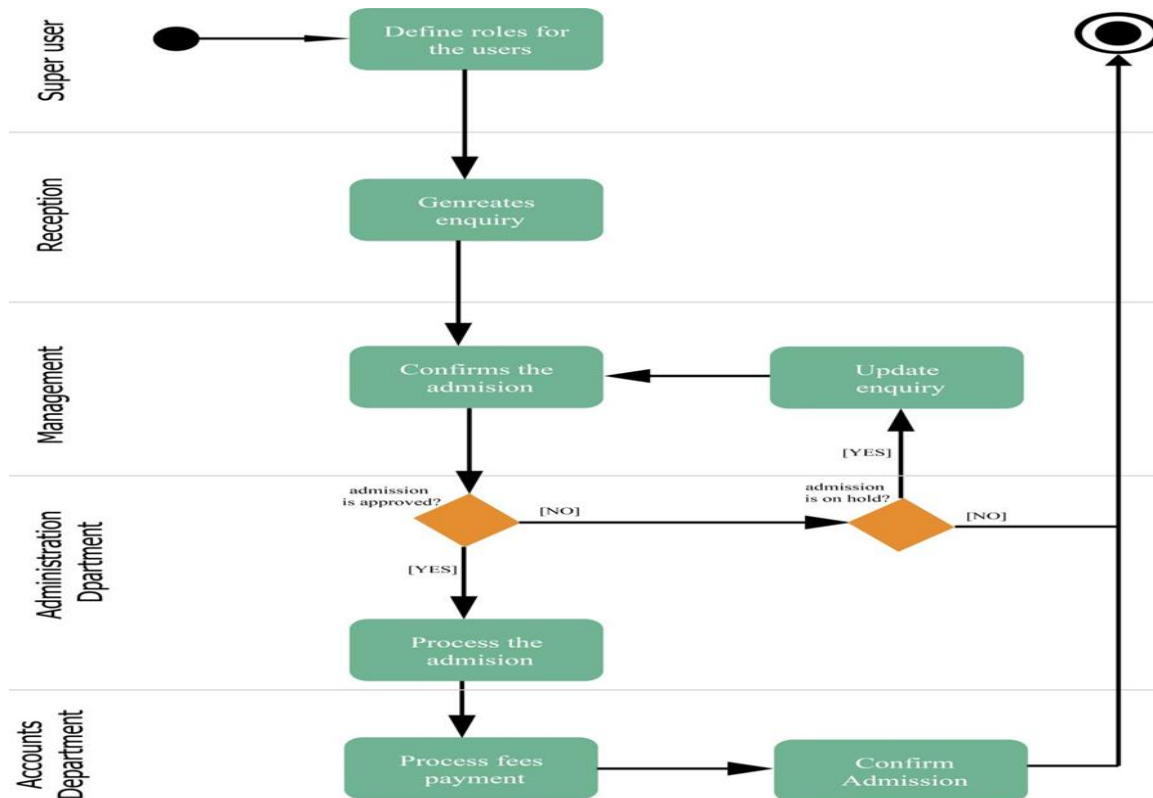 Super user
Define roles for
the users
Reception
Genreates
enquiry
Management
Confirms the
admision
Update
enquiry
[YES]
Administration
Dpartment
admission
is approved?
[NO]
admission
is on hold?
[NO]
[YES]
Process the
admision
Accounts
Department
Process fees
payment
Confirm
Admission